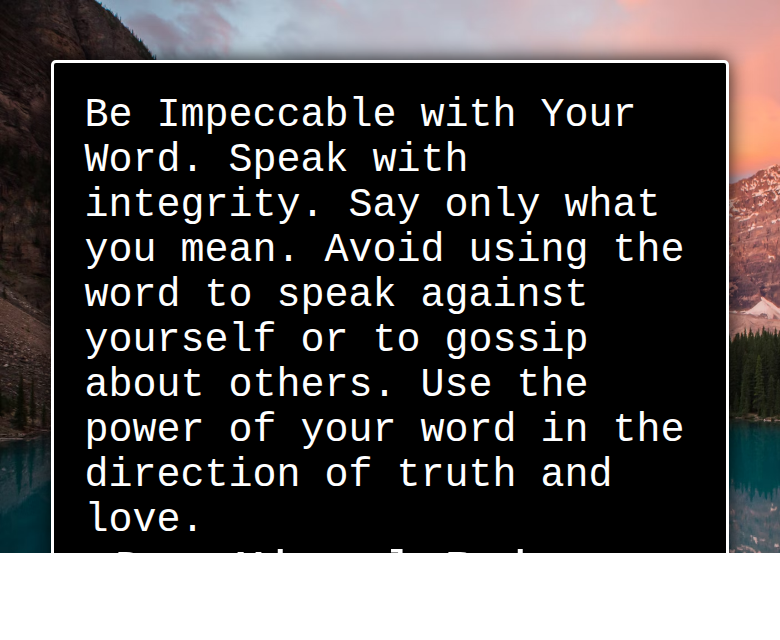 Be Impeccable with Your
Word. Speak with
integrity. Say only what
you mean. Avoid using the
word to speak against
yourself or to gossip
about others. Use the
power of your word in the
direction of truth and
love.